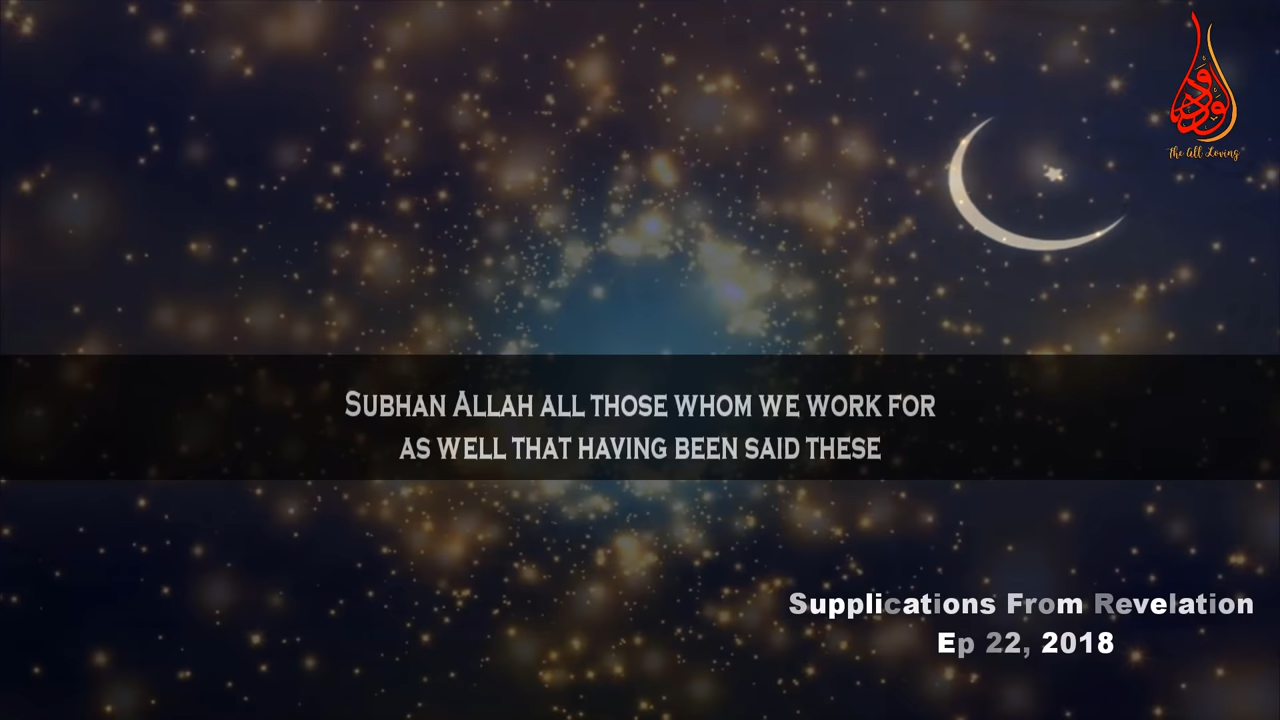 الودود
The All Loving
SUBHAN ALLAH ALL THOSE WHOM WE WORK FOR
AS WELL THAT HAVING BEEN SAID THESE
Supplications From Revelation
Ep 22, 2018